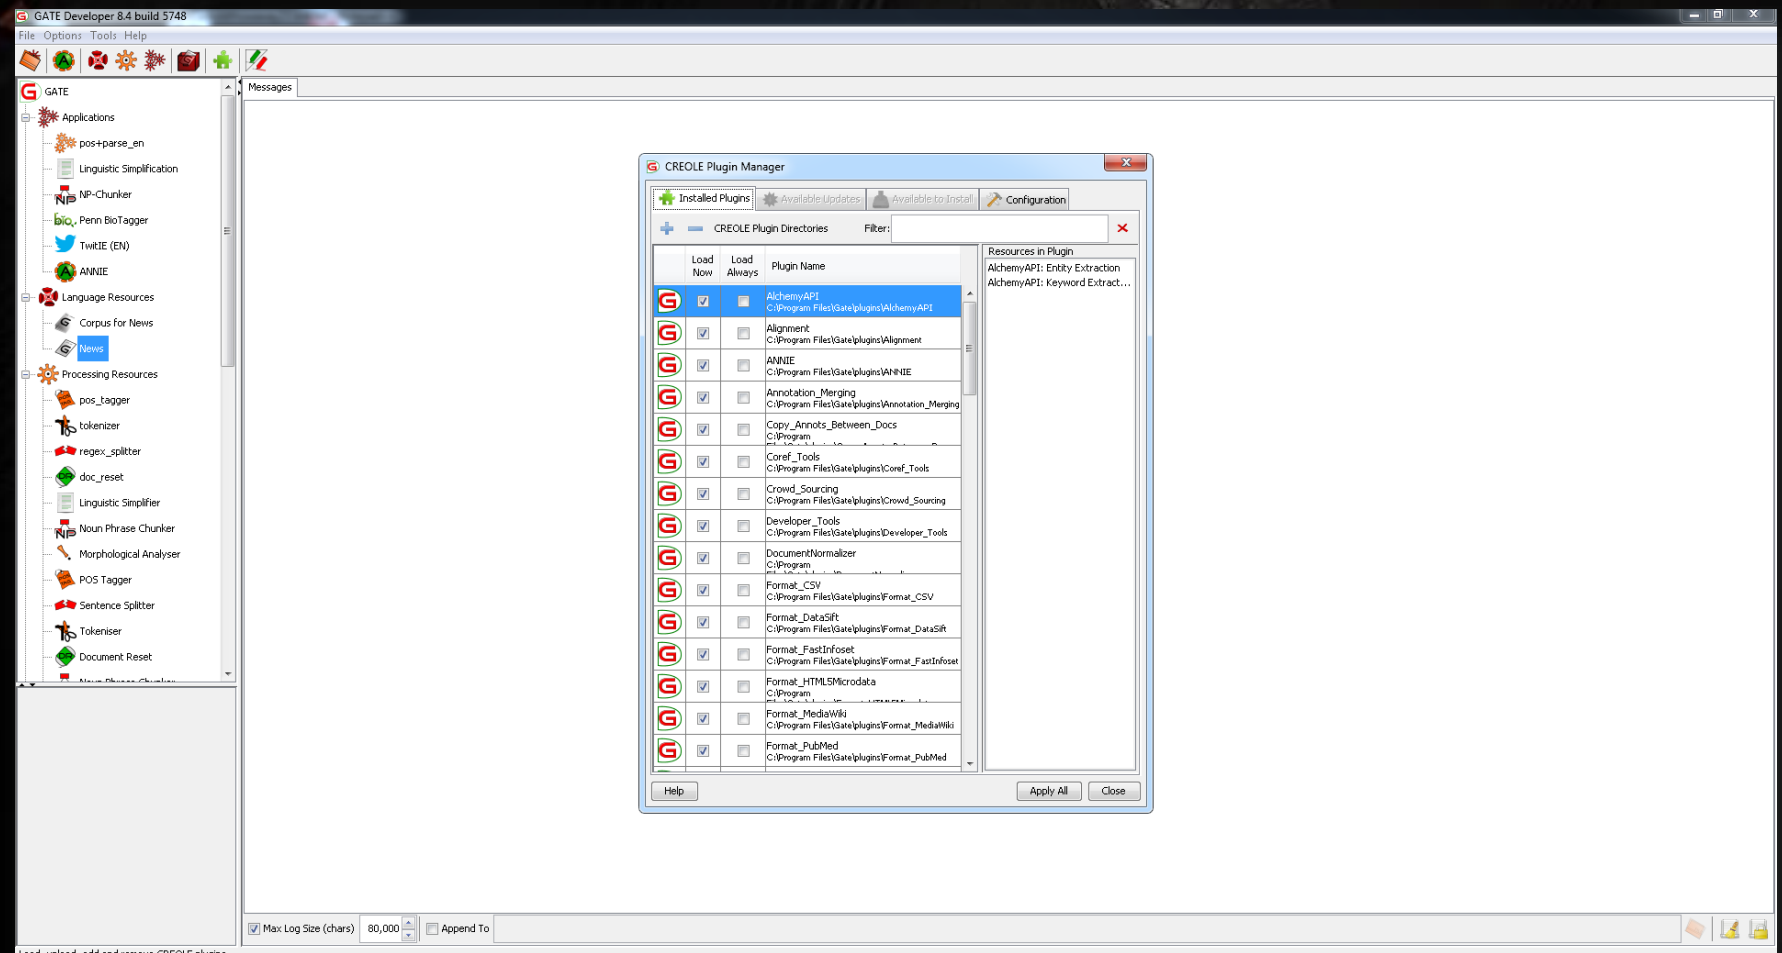 GATE Developer 8.4 build 5748
File Options Tools Help
GATE
Applications
pos+parse_en
Linguistic Simplification
NP-Chunker
Penn BioTagger
TwitIE (EN)
ANNIE
Language Resources
Corpus for News
News
Processing Resources
pos_tagger
tokenizer
regex_splitter
doc_reset
Linguistic Simplifier
Noun Phrase Chunker
Morphological Analyser
POS Tagger
Sentence Splitter
Tokeniser
Document Reset
Noun Phrase Chunker
Messages
CREOLE Plugin Manager
Installed Plugins Available Updates Available to Install Configuration
CREOLE Plugin Directories Filter:
Load Now Load Always Plugin Name
AlchemyAPI
C:\Program Files\Gate\plugins\AlchemyAPI
Alignment
C:\Program Files\Gate\plugins\Alignment
ANNIE
C:\Program Files\Gate\plugins\ANNIE
Annotation_Merging
C:\Program Files\Gate\plugins\Annotation_Merging
Copy_Annots_Between_Docs
C:\Program
Coref_Tools
C:\Program Files\Gate\plugins\Coref_Tools
Crowd_Sourcing
C:\Program Files\Gate\plugins\Crowd_Sourcing
Developer_Tools
C:\Program Files\Gate\plugins\Developer_Tools
DocumentNormalizer
C:\Program
Format_CSV
C:\Program Files\Gate\plugins\Format_CSV
Format_DataSift
C:\Program Files\Gate\plugins\Format_DataSift
Format_FastInfoset
C:\Program Files\Gate\plugins\Format_FastInfoset
Format_HTML5Microdata
C:\Program
Format_MediaWiki
C:\Program Files\Gate\plugins\Format_MediaWiki
Format_PubMed
C:\Program Files\Gate\plugins\Format_PubMed
Resources in Plugin
AlchemyAPI: Entity Extraction
AlchemyAPI: Keyword Extract...
Help Apply All Close
Max Log Size (chars) 80,000 Append To